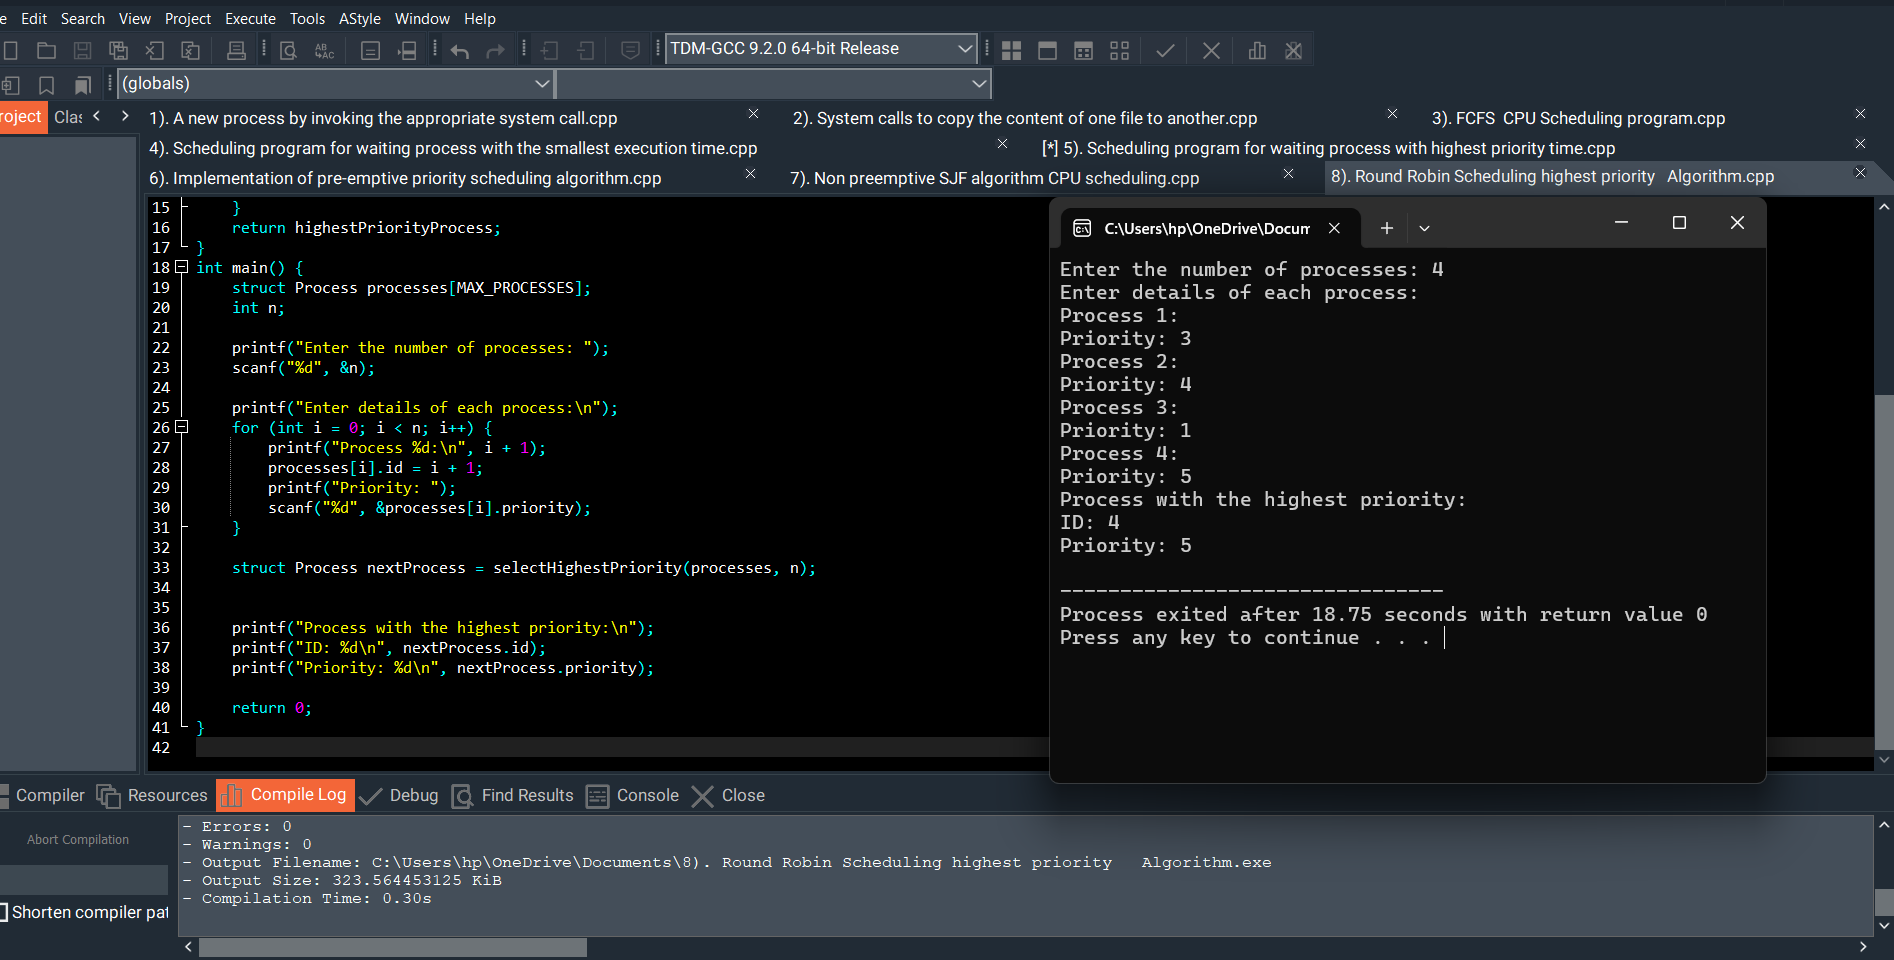 e Edit Search View Project Execute Tools AStyle Window Help
TDM-GCC 9.2.0 64-bit Release
(globals)
roject Clas
1). A new process by invoking the appropriate system call.cpp 2). System calls to copy the content of one file to another.cpp 3). FCFS CPU Scheduling program.cpp
4). Scheduling program for waiting process with the smallest execution time.cpp [*] 5). Scheduling program for waiting process with highest priority time.cpp
6). Implementation of pre-emptive priority scheduling algorithm.cpp 7). Non preemptive SJF algorithm CPU scheduling.cpp 8). Round Robin Scheduling highest priority Algorithm.cpp
15 }
16 return highestPriorityProcess;
17 }
18 int main() {
19 struct Process processes[MAX_PROCESSES];
20 int n;
21
22 printf("Enter the number of processes: ");
23 scanf("%d", &n);
24
25 printf("Enter details of each process:\n");
26 for (int i = 0; i < n; i++) {
27 printf("Process %d:\n", i + 1);
28 processes[i].id = i + 1;
29 printf("Priority: ");
30 scanf("%d", &processes[i].priority);
31 }
32
33 struct Process nextProcess = selectHighestPriority(processes, n);
34
35
36 printf("Process with the highest priority:\n");
37 printf("ID: %d\n", nextProcess.id);
38 printf("Priority: %d\n", nextProcess.priority);
39
40 return 0;
41 }
42
C:\Users\hp\OneDrive\Docum
Enter the number of processes: 4
Enter details of each process:
Process 1:
Priority: 3
Process 2:
Priority: 4
Process 3:
Priority: 1
Process 4:
Priority: 5
Process with the highest priority:
ID: 4
Priority: 5
--------------------------------
Process exited after 18.75 seconds with return value 0
Press any key to continue . . .
Compiler Resources Compile Log Debug Find Results Console Close
Abort Compilation
Shorten compiler pat
- Errors: 0
- Warnings: 0
- Output Filename: C:\Users\hp\OneDrive\Documents\8). Round Robin Scheduling highest priority Algorithm.exe
- Output Size: 323.564453125 KiB
- Compilation Time: 0.30s